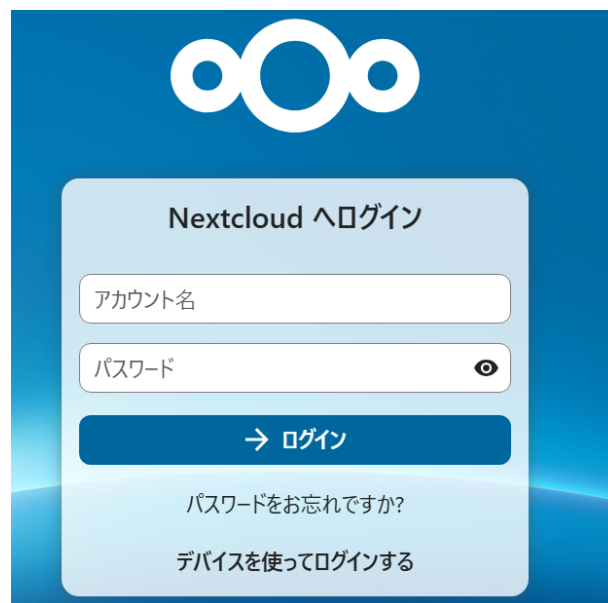 Nextcloud へログイン
アカウント名
パスワード
→ ログイン
パスワードをお忘れですか?
デバイスを使ってログインする